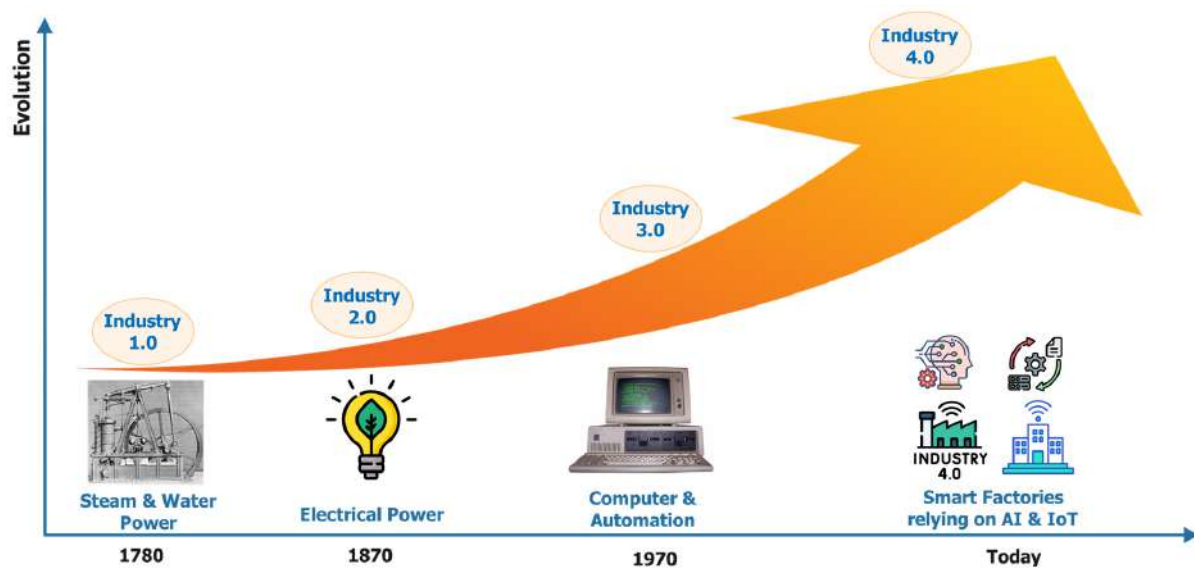 Evolution
Industry
4.0
Industry
3.0
Industry
2.0
Industry
1.0
INDUSTRY
4.0
Steam & Water
Power
Electrical Power
Computer &
Automation
Smart Factories
relying on AI & IoT
1780
1870
1970
Today